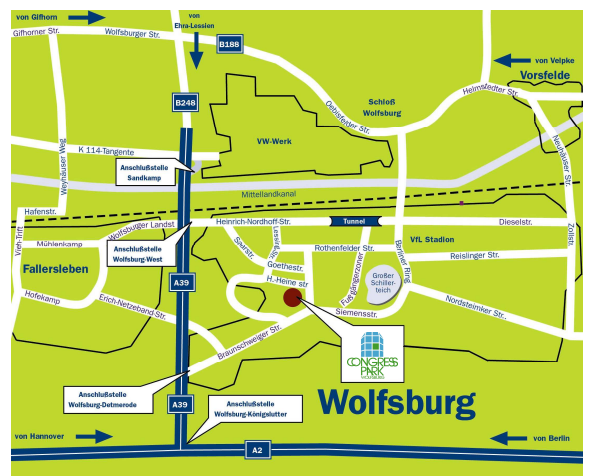 von Gifhorn
von
Ehra-Lessien
Gifhorner Str.
Wolfsburger Str.
B188
von Velpke
Vorsfelde
Helmstedter Str.
B248
Schloß
Wolfsburg
Oebisfelder Str.
VW-Werk
Neuhäuser Str.
Weyhäuser Weg
K 114-Tangente
Anschlußstelle
Sandkamp
Mittellandkanal
Hafenstr.
Vieh-Trift
Wolfsburger Landst.
Heinrich-Nordhoff-Str.
Tunnel
Dieselstr.
Zollstr.
Mühlenkamp
Anschlußstelle
Wolfsburg-West
Saarstr.
Lessingstr.
Rothenfelder Str.
VfL Stadion
Berliner Ring
Reislinger Str.
Fallersleben
Goethestr.
A39
H.-Heine str
Fußgängerzone
Großer
Schiller-
teich
Hofekamp
Erich-Netzeband-Str.
Siemensstr.
Nordsteimker Str.
Braunschweiger Str.
CONGRESS
PARK
WOLFSBURG
Anschlußstelle
Wolfsburg-Detmerode
A39
Anschlußstelle
Wolfsburg-Königslutter
Wolfsburg
von Hannover
A2
von Berlin